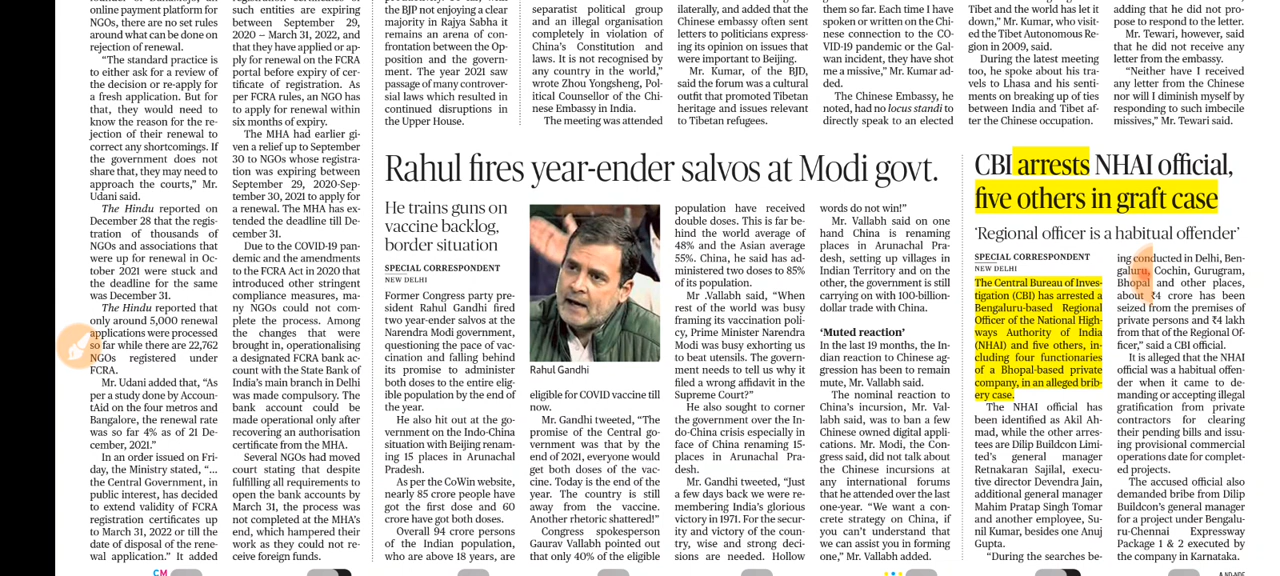 online payment platform for
NGOs, there are no set rules
around what can be done on
rejection of renewal.
“The standard practice is
to either ask for a review of
the decision or re-apply for
a fresh application. But for
that, they would need to
know the reason for the re-
jection of their renewal to
correct any shortcomings. If
the government does not
share that, they may need to
approach the courts,” Mr.
Udani said.
The Hindu reported on
December 28 that the regis-
tration of thousands of
NGOs and associations that
were up for renewal in Oc-
tober 2021 were stuck and
the deadline for the same
was December 31.
The Hindu reported that
only around 5,000 renewal
applications were processed
so far while there are 22,762
NGOs registered under
FCRA.
Mr. Udani added that, “As
per a study done by Accoun-
tAid on the four metros and
Bangalore, the renewal rate
was so far 4% as of 21 De-
cember, 2021.”
In an order issued on Fri-
day, the Ministry stated, “...
the Central Government, in
public interest, has decided
to extend validity of FCRA
registration certificates up
to March 31, 2022 or till the
date of disposal of the rene-
wal application.” It added
such entities are expiring
between September 29,
2020 – March 31, 2022, and
that they have applied or ap-
ply for renewal on the FCRA
portal before expiry of cer-
tificate of registration. As
per FCRA rules, an NGO has
to apply for renewal within
six months of expiry.
The MHA had earlier gi-
ven a relief up to September
30 to NGOs whose registra-
tion was expiring between
September 29, 2020-Sep-
tember 30, 2021 to apply for
a renewal. The MHA has ex-
tended the deadline till De-
cember 31.
Due to the COVID-19 pan-
demic and the amendments
to the FCRA Act in 2020 that
introduced other stringent
compliance measures, ma-
ny NGOs could not com-
plete the process. Among
the changes that were
brought in, operationalising
a designated FCRA bank ac-
count with the State Bank of
India’s main branch in Delhi
was made compulsory. The
bank account could be
made operational only after
recovering an authorisation
certificate from the MHA.
Several NGOs had moved
court stating that despite
fulfilling all requirements to
open the bank accounts by
March 31, the process was
not completed at the MHA’s
end, which hampered their
work as they could not re-
ceive foreign funds.
the BJP not enjoying a clear
majority in Rajya Sabha it
remains an arena of con-
frontation between the Op-
position and the govern-
ment. The year 2021 saw
passage of many controver-
sial laws which resulted in
continued disruptions in
the Upper House.
separatist political group
and an illegal organisation
completely in violation of
China’s Constitution and
laws. It is not recognised by
any country in the world,”
wrote Zhou Yongsheng, Pol-
itical Counsellor of the Chi-
nese Embassy in India.
The meeting was attended
ilaterally, and added that the
Chinese embassy often sent
letters to politicians express-
ing its opinion on issues that
were important to Beijing.
Mr. Kumar, of the BJD,
said the forum was a cultural
outfit that promoted Tibetan
heritage and issues relevant
to Tibetan refugees.
them so far. Each time I have
spoken or written on the Chi-
nese connection to the CO-
VID-19 pandemic or the Gal-
wan incident, they have shot
me a missive,” Mr. Kumar ad-
ded.
The Chinese Embassy, he
noted, had no locus standi to
directly speak to an elected
Tibet and the world has let it
down,” Mr. Kumar, who visit-
ed the Tibet Autonomous Re-
gion in 2009, said.
During the latest meeting
too, he spoke about his tra-
vels to Lhasa and his senti-
ments on breaking up of ties
between India and Tibet af-
ter the Chinese occupation.
adding that he did not pro-
pose to respond to the letter.
Mr. Tewari, however, said
that he did not receive any
letter from the embassy.
“Neither have I received
any letter from the Chinese
nor will I diminish myself by
responding to such imbecile
missives,” Mr. Tewari said.
Rahul fires year-ender salvos at Modi govt.
He trains guns on
vaccine backlog,
border situation
SPECIAL CORRESPONDENT
NEW DELHI
Former Congress party pre-
sident Rahul Gandhi fired
two year-ender salvos at the
Narendra Modi government,
questioning the pace of vac-
cination and falling behind
its promise to administer
both doses to the entire elig-
ible population by the end of
the year.
He also hit out at the go-
vernment on the Indo-China
situation with Beijing renam-
ing 15 places in Arunachal
Pradesh.
As per the CoWin website,
nearly 85 crore people have
got the first dose and 60
crore have got both doses.
Overall 94 crore persons
of the Indian population,
who are above 18 years, are
Rahul Gandhi
eligible for COVID vaccine till
now.
Mr. Gandhi tweeted, “The
promise of the Central go-
vernment was that by the
end of 2021, everyone would
get both doses of the vac-
cine. Today is the end of the
year. The country is still
away from the vaccine.
Another rhetoric shattered!”
Congress spokesperson
Gaurav Vallabh pointed out
that only 40% of the eligible
population have received
double doses. This is far be-
hind the world average of
48% and the Asian average
55%. China, he said has ad-
ministered two doses to 85%
of its population.
Mr .Vallabh said, “When
rest of the world was busy
framing its vaccination poli-
cy, Prime Minister Narendra
Modi was busy exhorting us
to beat utensils. The govern-
ment needs to tell us why it
filed a wrong affidavit in the
Supreme Court?”
He also sought to corner
the government over the In-
do-China crisis especially in
face of China renaming 15-
places in Arunachal Pra-
desh.
Mr. Gandhi tweeted, “Just
a few days back we were re-
membering India’s glorious
victory in 1971. For the secur-
ity and victory of the coun-
try, wise and strong deci-
sions are needed. Hollow
words do not win!”
Mr. Vallabh said on one
hand China is renaming
places in Arunachal Pra-
desh, setting up villages in
Indian Territory and on the
other, the government is still
carrying on with 100-billion-
dollar trade with China.
‘Muted reaction’
In the last 19 months, the In-
dian reaction to Chinese ag-
gression has been to remain
mute, Mr. Vallabh said.
The nominal reaction to
China’s incursion, Mr. Val-
labh said, was to ban a few
Chinese owned digital appli-
cations. Mr. Modi, the Con-
gress said, did not talk about
the Chinese incursions at
any international forums
that he attended over the last
one-year. “We want a con-
crete strategy on China, if
you can’t understand that
we can assist you in forming
one,” Mr. Vallabh added.
CBI arrests NHAI official,
five others in graft case
‘Regional officer is a habitual offender’
SPECIAL CORRESPONDENT
NEW DELHI
The Central Bureau of Inves-
tigation (CBI) has arrested a
Bengaluru-based Regional
Officer of the National High-
ways Authority of India
(NHAI) and five others, in-
cluding four functionaries
of a Bhopal-based private
company, in an alleged brib-
ery case.
The NHAI official has
been identified as Akil Ah-
mad, while the other arres-
tees are Dilip Buildcon Limi-
ted’s general manager
Retnakaran Sajilal, execu-
tive director Devendra Jain,
additional general manager
Mahim Pratap Singh Tomar
and another employee, Su-
nil Kumar, besides one Anuj
Gupta.
“During the searches be-
ing conducted in Delhi, Ben-
galuru, Cochin, Gurugram,
Bhopal and other places,
about ₹4 crore has been
seized from the premises of
private persons and ₹4 lakh
from that of the Regional Of-
ficer,” said a CBI official.
It is alleged that the NHAI
official was a habitual offen-
der when it came to de-
manding or accepting illegal
gratification from private
contractors for clearing
their pending bills and issu-
ing provisional commercial
operations date for complet-
ed projects.
The accused official also
demanded bribe from Dilip
Buildcon’s general manager
for a project under Bengalu-
ru-Chennai Expressway
Package 1 & 2 executed by
the company in Karnataka.
CM